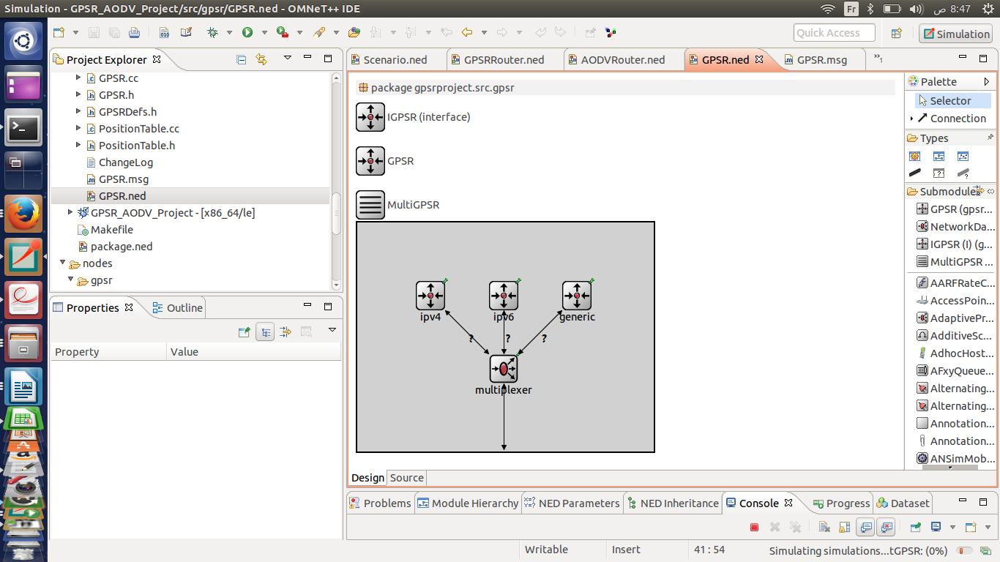 Simulation - GPSR_AODV_Project/src/gpsr/GPSR.ned - OMNeT++ IDE
Fr
8:47 ص
Quick Access
Simulation
Project Explorer
GPSR.cc
GPSR.h
GPSRDefs.h
PositionTable.cc
PositionTable.h
ChangeLog
GPSR.msg
GPSR.ned
GPSR_AODV_Project - [x86_64/le]
Makefile
package.ned
nodes
gpsr
Properties
Outline
Property
Value
Scenario.ned
GPSRRouter.ned
AODVRouter.ned
GPSR.ned
GPSR.msg
»1
package gpsrproject.src.gpsr
IGPSR (interface)
GPSR
MultiGPSR
ipv4
ipv6
generic
?
?
?
multiplexer
Design
Source
Palette
Selector
Connection
Types
Submodule
GPSR (gpsr...
NetworkDa...
IGPSR (I) (g...
MultiGPSR ...
AARFRateC...
AccessPoin...
AdaptivePr...
AdditiveSc...
AdhocHost...
AFxyQueue...
Alternating...
Alternating...
Annotation...
Annotation...
ANSimMob...
Problems
Module Hierarchy
NED Parameters
NED Inheritance
Console
Progress
Dataset
Writable
Insert
41 : 54
Simulating simulations...tGPSR: (0%)